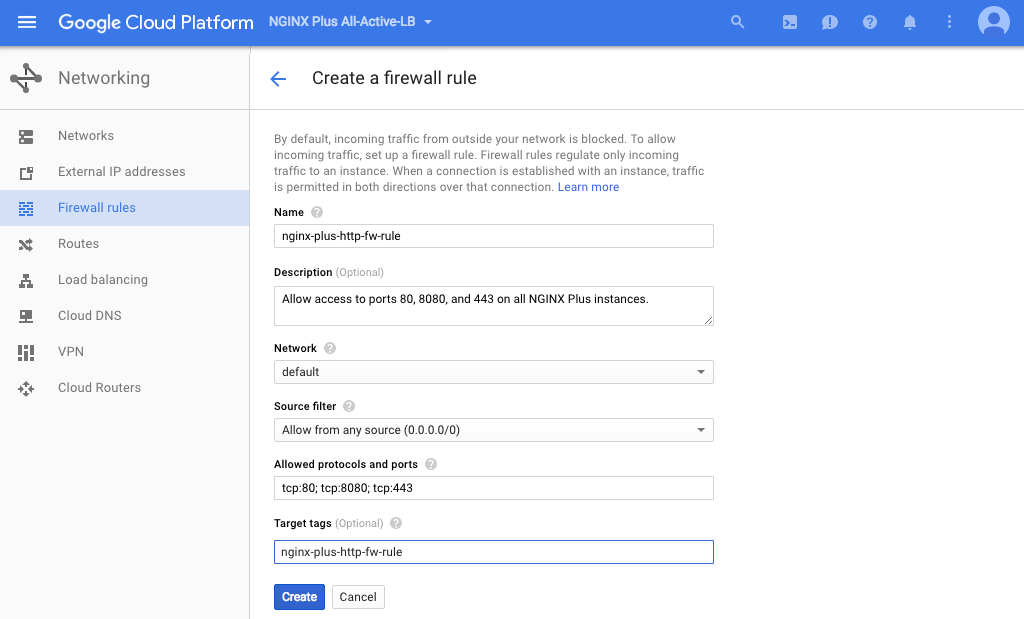 Google Cloud Platform NGINX Plus All-Active-LB
Networking
Networks
External IP addresses
Firewall rules
Routes
Load balancing
Cloud DNS
VPN
Cloud Routers
Create a firewall rule
By default, incoming traffic from outside your network is blocked. To allow
incoming traffic, set up a firewall rule. Firewall rules regulate only incoming
traffic to an instance. When a connection is established with an instance, traffic
is permitted in both directions over that connection. Learn more
Name ?
nginx-plus-http-fw-rule
Description (Optional)
Allow access to ports 80, 8080, and 443 on all NGINX Plus instances.
Network ?
default
Source filter ?
Allow from any source (0.0.0.0/0)
Allowed protocols and ports ?
tcp:80; tcp:8080; tcp:443
Target tags (Optional) ?
nginx-plus-http-fw-rule
Create Cancel